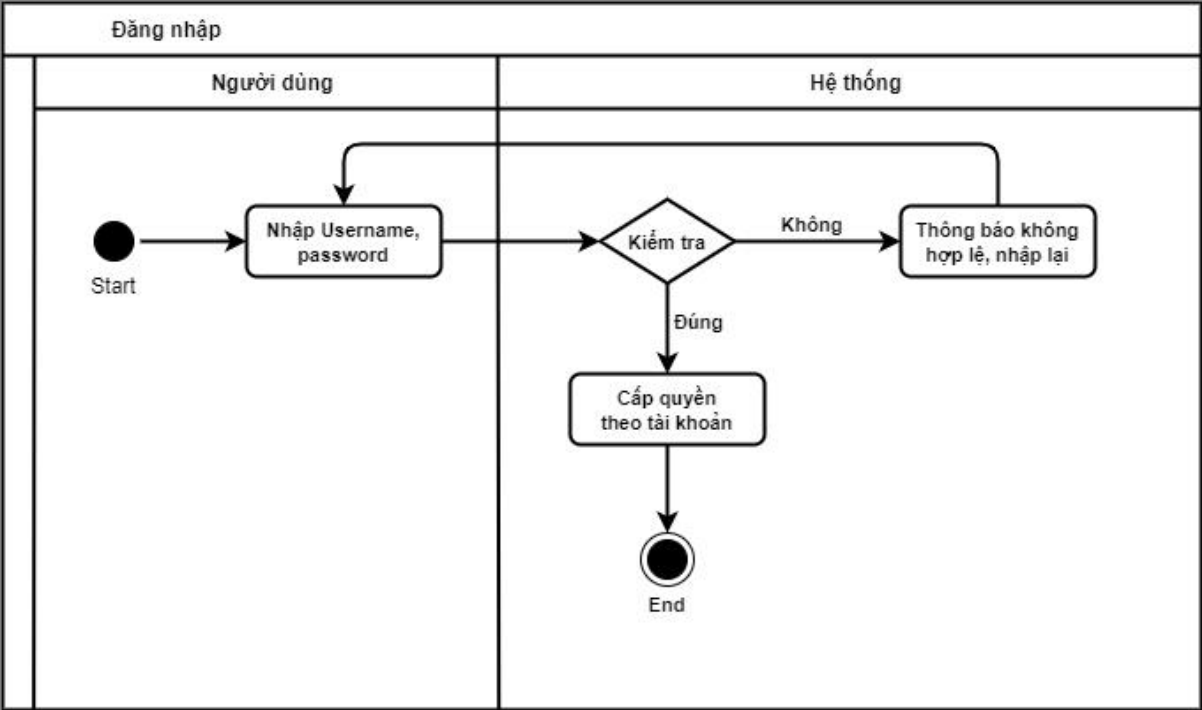 Đăng nhập
Người dùng
Hệ thống
Start
Nhập Username,
password
Kiểm tra
Không
Thông báo không
hợp lệ, nhập lại
Đúng
Cấp quyền
theo tài khoản
End